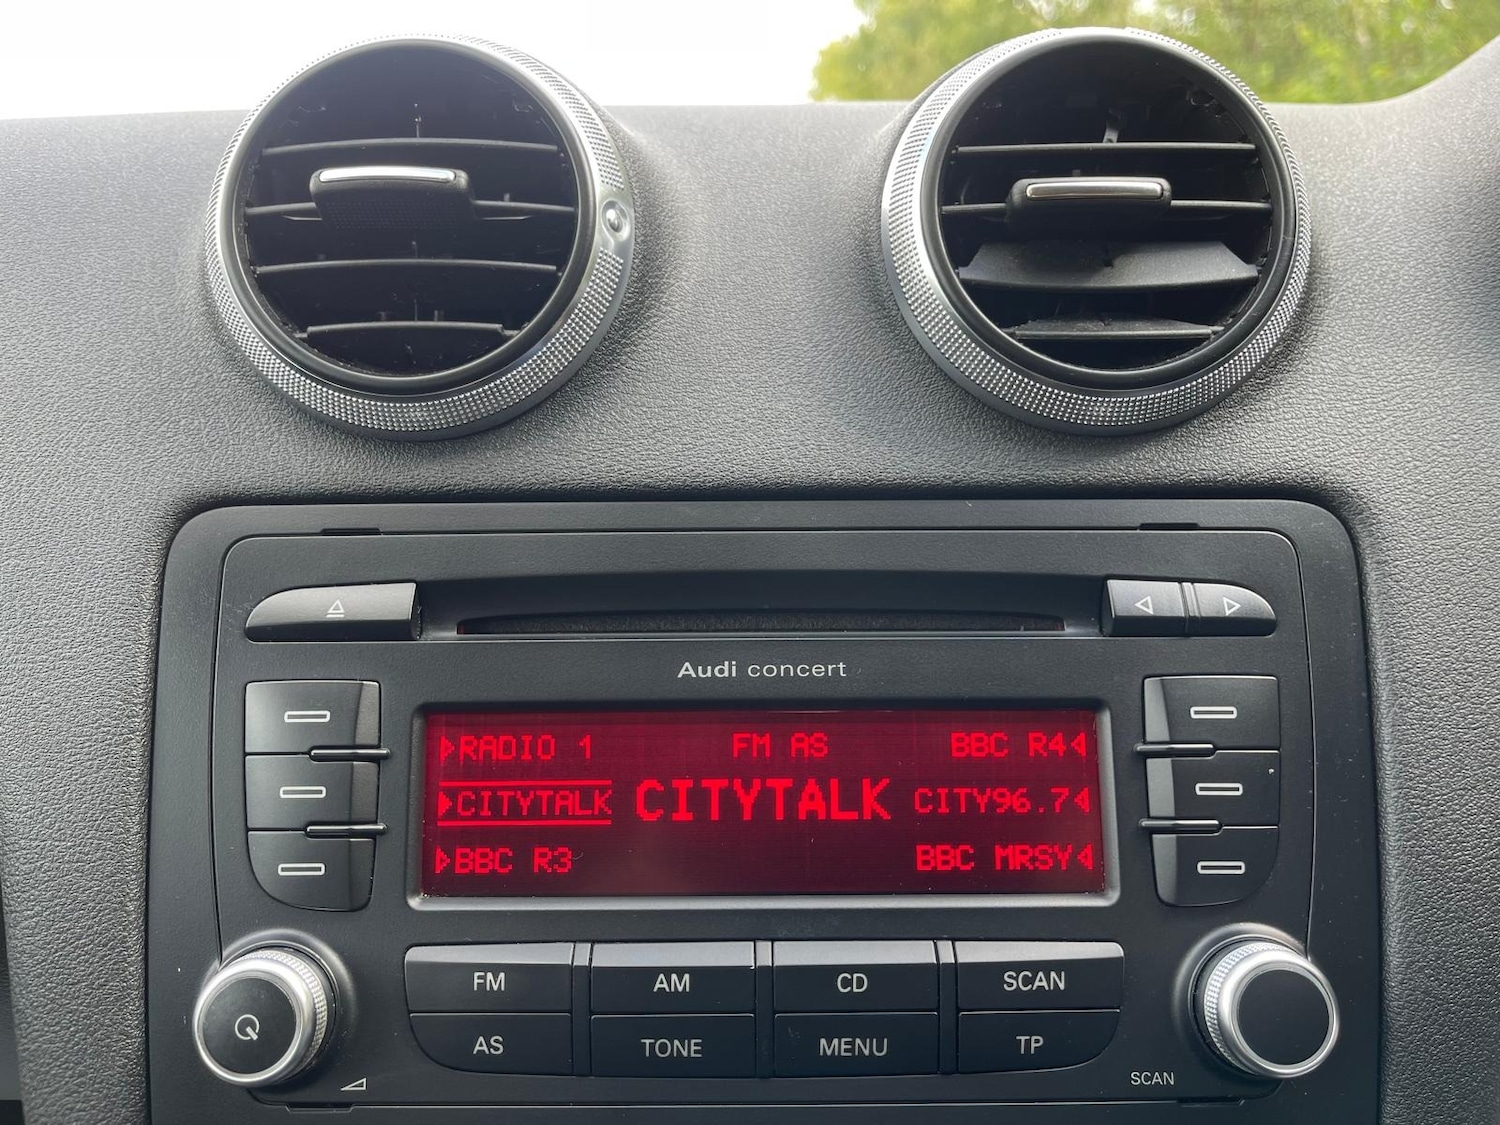 Audi concert
RADIO 1 FM AS BBC R4
CITYTALK CITYTALK CITY96.7
BBC R3 BBC MRSY
FM AM CD SCAN
AS TONE MENU TP
SCAN